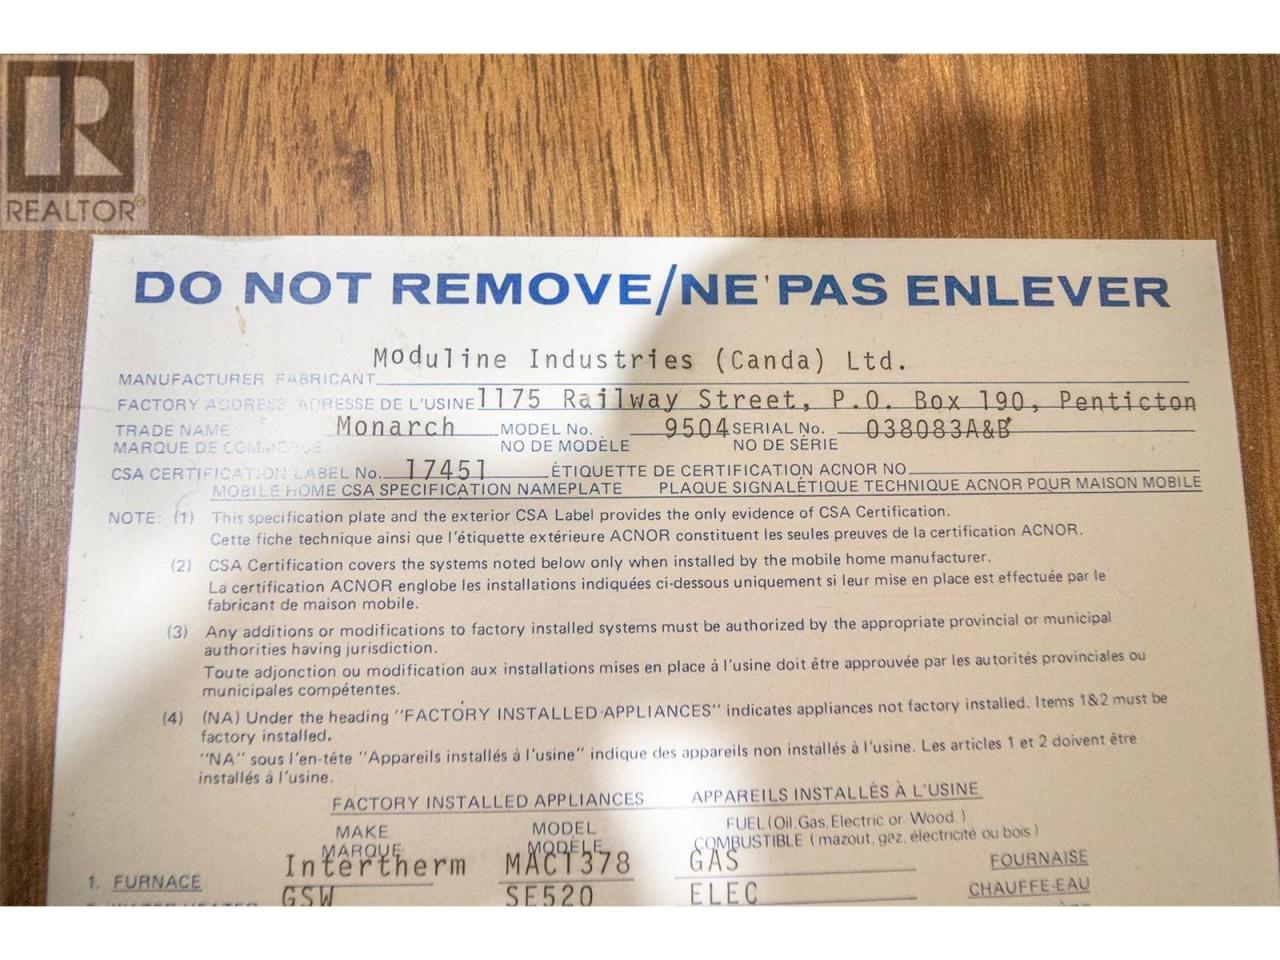 REALTOR®
DO NOT REMOVE/NE PAS ENLEVER
Moduline Industries (Canda) Ltd.
MANUFACTURER FABRICANT
FACTORY ADDRESS ADRESSE DE L'USINE 1175 Railway Street, P.O. Box 190, Penticton
TRADE NAME Monarch MODEL No. 9504 SERIAL No. 038083A&B
MARQUE DE COMMERCE NO DE MODÈLE NO DE SÉRIE
CSA CERTIFICATION LABEL No. 17451 ÉTIQUETTE DE CERTIFICATION ACNOR NO
MOBILE HOME CSA SPECIFICATION NAMEPLATE PLAQUE SIGNALÉTIQUE TECHNIQUE ACNOR POUR MAISON MOBILE
NOTE: (1) This specification plate and the exterior CSA Label provides the only evidence of CSA Certification.
Cette fiche technique ainsi que l'étiquette extérieure ACNOR constituent les seules preuves de la certification ACNOR.
(2) CSA Certification covers the systems noted below only when installed by the mobile home manufacturer.
La certification ACNOR englobe les installations indiquées ci-dessous uniquement si leur mise en place est effectuée par le
fabricant de maison mobile.
(3) Any additions or modifications to factory installed systems must be authorized by the appropriate provincial or municipal
authorities having jurisdiction.
Toute adjonction ou modification aux installations mises en place à l'usine doit être approuvée par les autorités provinciales ou
municipales compétentes.
(4) (NA) Under the heading "FACTORY INSTALLED APPLIANCES" indicates appliances not factory installed. Items 1&2 must be
factory installed.
"NA" sous l'en-tête "Appareils installés à l'usine" indique des appareils non installés à l'usine. Les articles 1 et 2 doivent être
installés à l'usine.
FACTORY INSTALLED APPLIANCES APPAREILS INSTALLÉS À L'USINE
MAKE MODEL FUEL (Oil, Gas, Electric or Wood)
MARQUE MODÈLE COMBUSTIBLE (mazout, gaz, électricité ou bois)
1. FURNACE Intertherm MAC1378 GAS FOURNAISE
GSW SE520 ELEC CHAUFFE-EAU